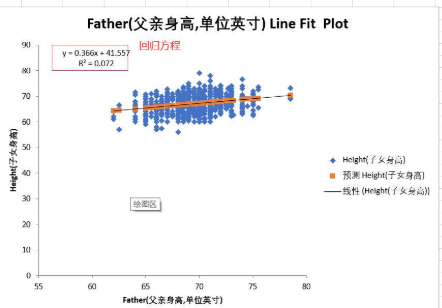 Father(父亲身高,单位英寸) Line Fit Plot
y = 0.366x + 41.557
R² = 0.072
回归方程
90
80
70
60
50
40
30
20
10
0
Height(子女身高)
绘图区
Height(子女身高)
预测 Height(子女身高)
线性 (Height(子女身高))
55
60
65
70
75
80
Father(父亲身高,单位英寸)